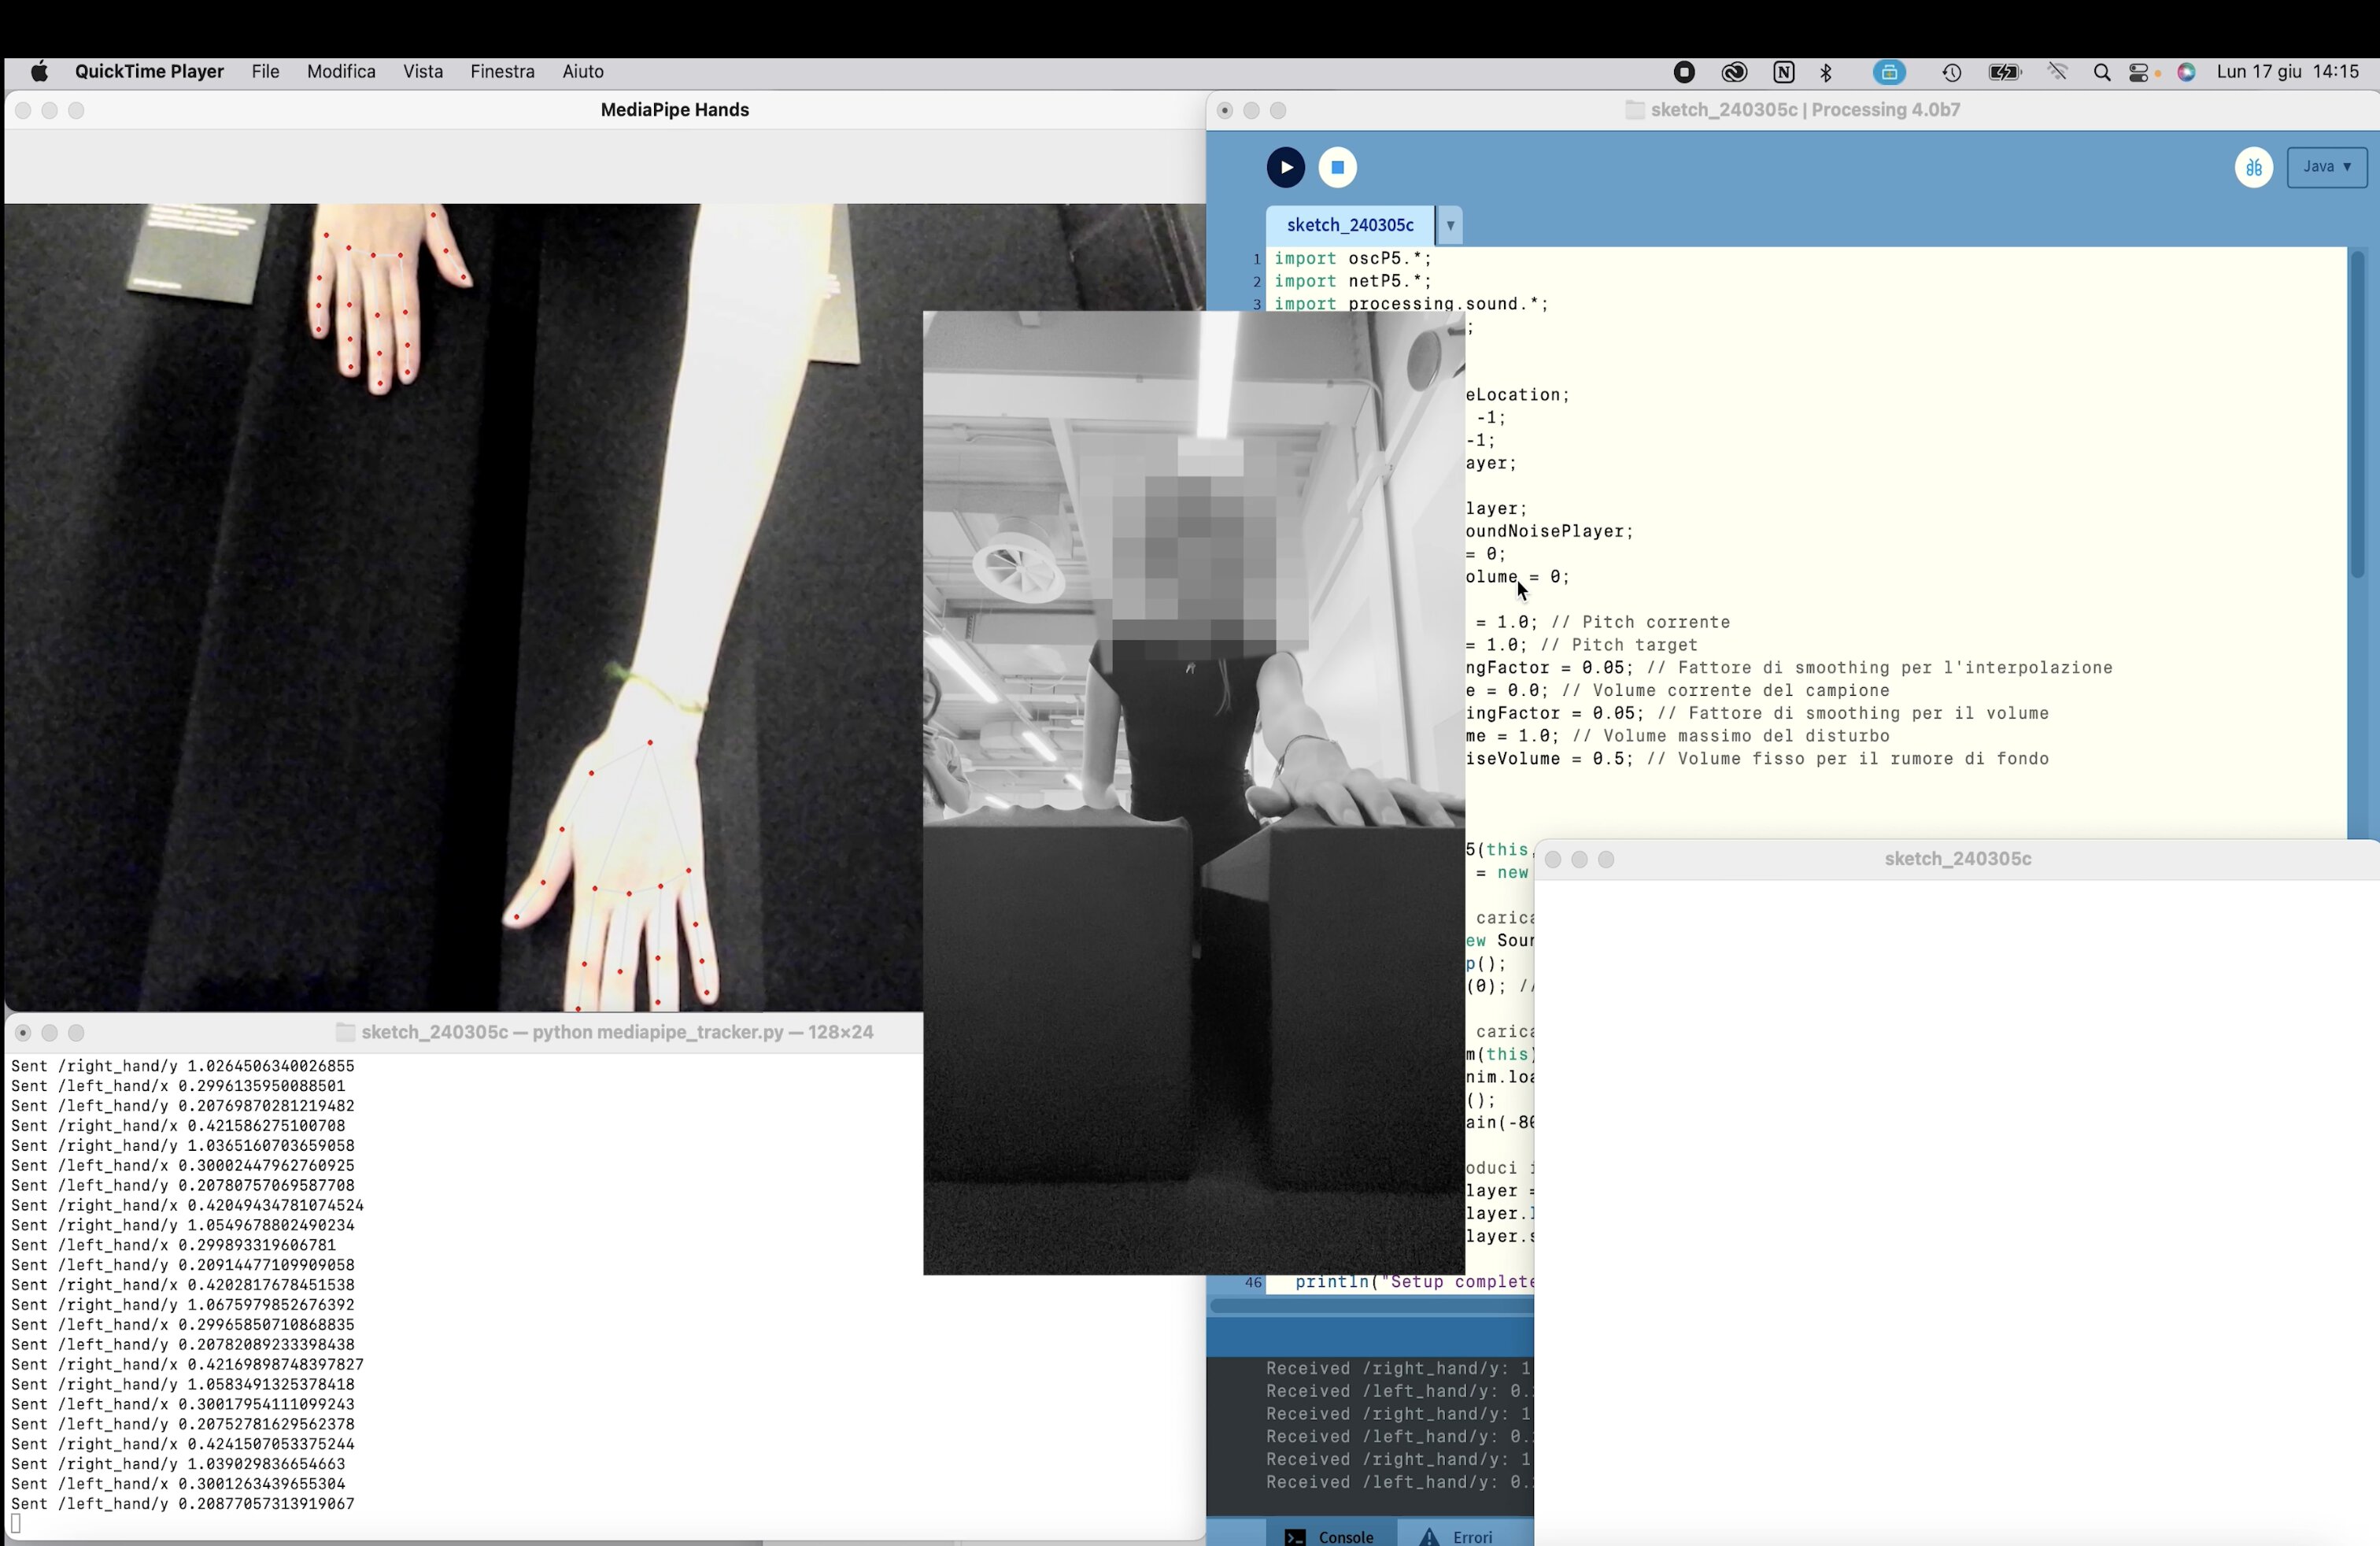 QuickTime Player File Modifica Vista Finestra Aiuto
Lun 17 giu 14:15
MediaPipe Hands
sketch_240305c — python mediapipe_tracker.py — 128×24
Sent /right_hand/y 1.0264506340026855
Sent /left_hand/x 0.2996135950088501
Sent /left_hand/y 0.20769870281219482
Sent /right_hand/x 0.421586275100708
Sent /right_hand/y 1.0365160703659058
Sent /left_hand/x 0.30002447962760925
Sent /left_hand/y 0.20780757069587708
Sent /right_hand/x 0.42049434781074524
Sent /right_hand/y 1.0549678802490234
Sent /left_hand/x 0.299893319606781
Sent /left_hand/y 0.20914477109909058
Sent /right_hand/x 0.4202817678451538
Sent /right_hand/y 1.0675979852676392
Sent /left_hand/x 0.29965850710868835
Sent /left_hand/y 0.20782089233398438
Sent /right_hand/x 0.42169898748397827
Sent /right_hand/y 1.0583491325378418
Sent /left_hand/x 0.30017954111099243
Sent /left_hand/y 0.20752781629562378
Sent /right_hand/x 0.4241507053375244
Sent /right_hand/y 1.039029836654663
Sent /left_hand/x 0.3001263439655304
Sent /left_hand/y 0.20877057313919067
sketch_240305c | Processing 4.0b7
Java ▼
sketch_240305c
1 import oscP5.*;
2 import netP5.*;
3 import processing.sound.*;
;
eLocation;
-1;
-1;
ayer;
layer;
oundNoisePlayer;
= 0;
olume = 0;
= 1.0; // Pitch corrente
= 1.0; // Pitch target
ngFactor = 0.05; // Fattore di smoothing per l'interpolazione
e = 0.0; // Volume corrente del campione
ingFactor = 0.05; // Fattore di smoothing per il volume
me = 1.0; // Volume massimo del disturbo
iseVolume = 0.5; // Volume fisso per il rumore di fondo
5(this,
= new
carica
ew Soun
p();
(0); //
carica
m(this)
nim.loa
();
ain(-80
oduci i
layer =
layer.l
layer.s
46 println("Setup complete
Received /right_hand/y: 1
Received /left_hand/y: 0.
Received /right_hand/y: 1
Received /left_hand/y: 0.
Received /right_hand/y: 1
Received /left_hand/y: 0.
Console Errori
sketch_240305c